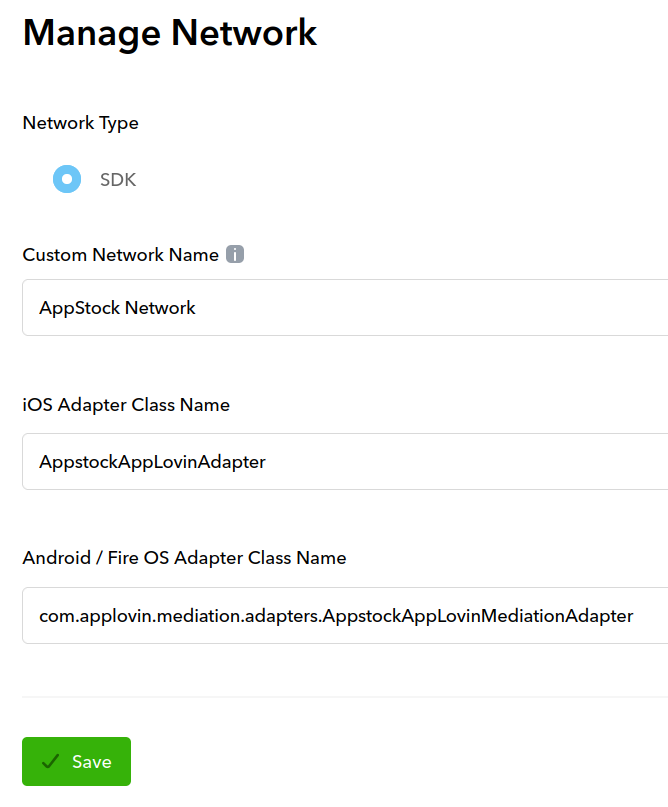 Manage Network
Network Type
SDK
Custom Network Name
AppStock Network
iOS Adapter Class Name
AppstockAppLovinAdapter
Android / Fire OS Adapter Class Name
com.applovin.mediation.adapters.AppstockAppLovinMediationAdapter
Save